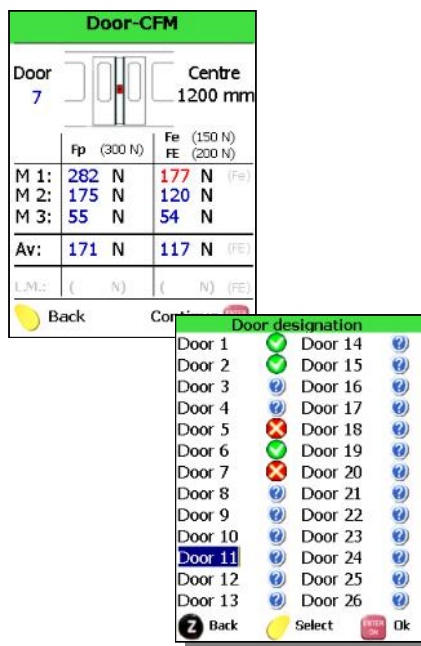 Door-CFM
Door 7
Centre
1200 mm
Fp (300 N) Fe (150 N)
FE (200 N)
M 1: 282 N 177 N (Fe)
M 2: 175 N 120 N
M 3: 55 N 54 N
Av: 171 N 117 N (FE)
L.M.: ( N) ( N) (FE)
Back ENTER
Door designation
Door 1 Door 14
Door 2 Door 15
Door 3 Door 16
Door 4 Door 17
Door 5 Door 18
Door 6 Door 19
Door 7 Door 20
Door 8 Door 21
Door 9 Door 22
Door 10 Door 23
Door 11 Door 24
Door 12 Door 25
Door 13 Door 26
Z Back Select ENTER ON Ok